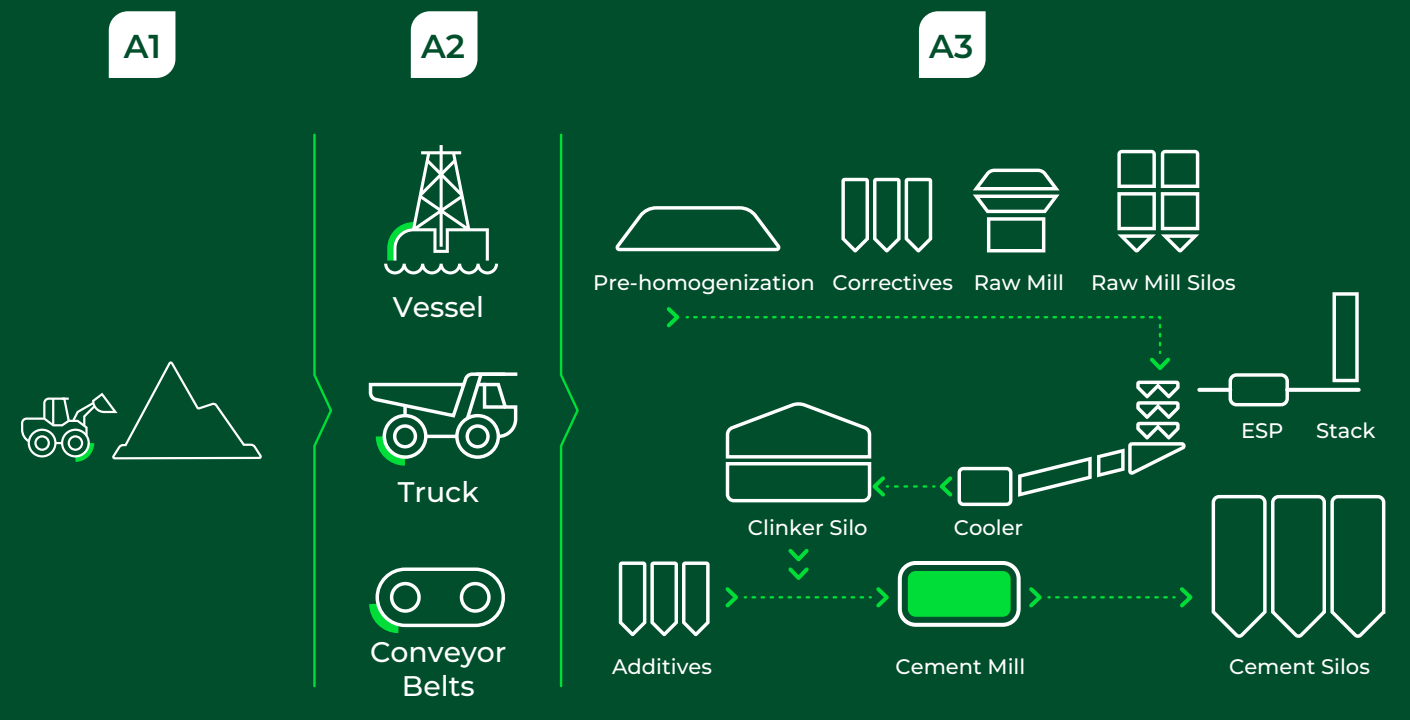 A1
A2
A3
Vessel
Truck
Conveyor
Belts
Pre-homogenization
Correctives
Raw Mill
Raw Mill Silos
ESP
Stack
Clinker Silo
Cooler
Additives
Cement Mill
Cement Silos